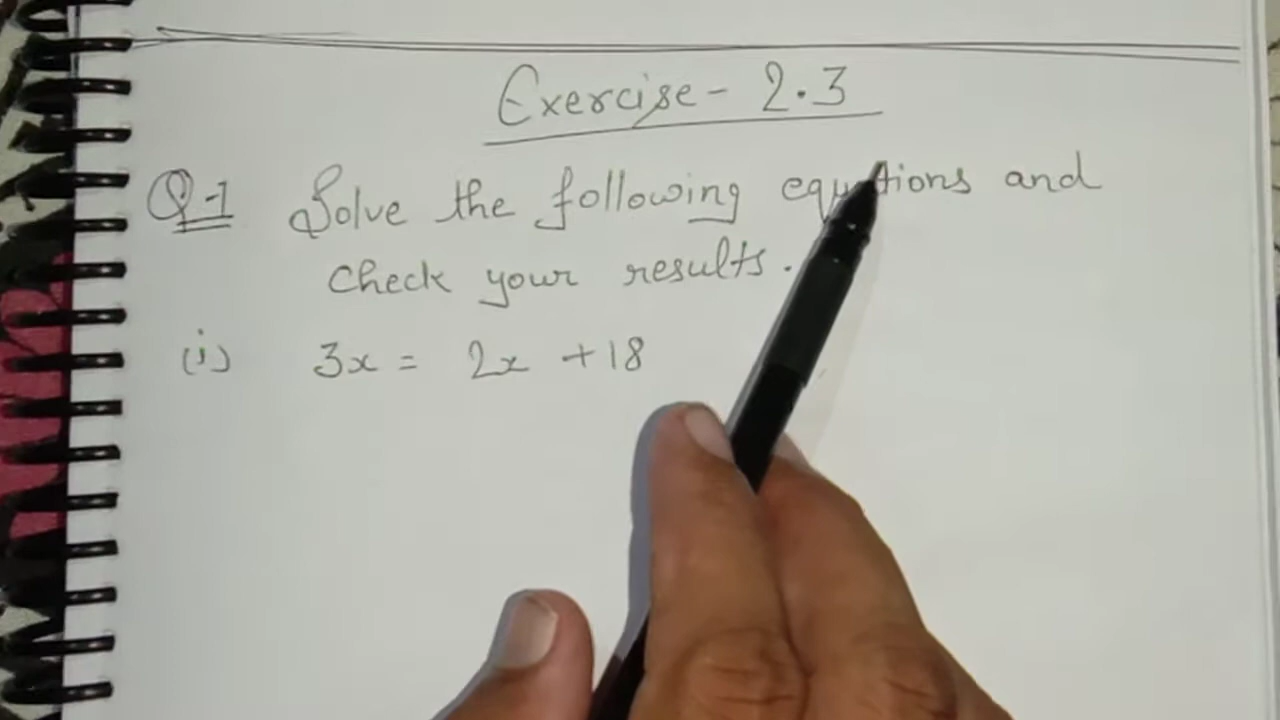 Exercise - 2.3
Q-1 Solve the following equations and
check your results.
(i) 3x = 2x + 18